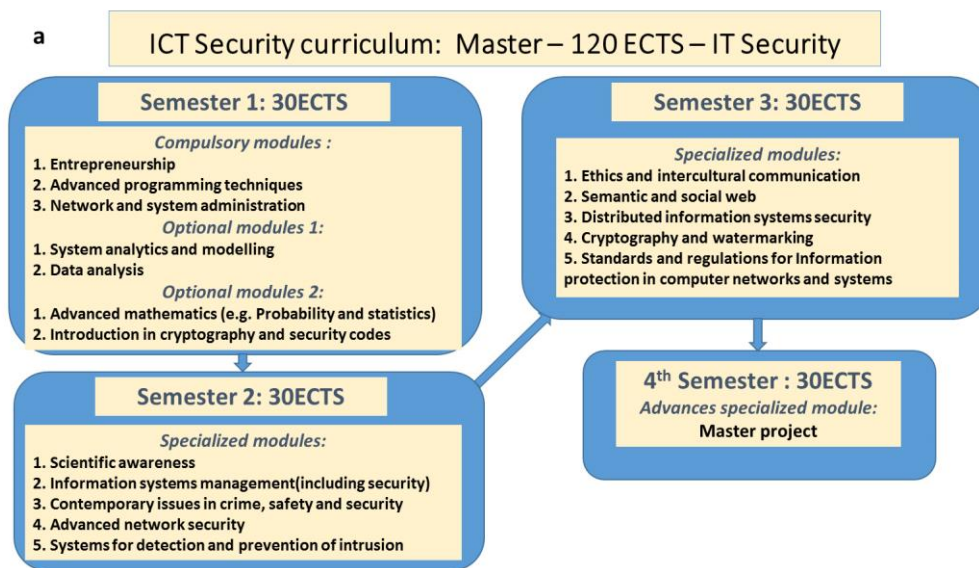 a
ICT Security curriculum: Master – 120 ECTS – IT Security
Semester 1: 30ECTS
Compulsory modules :
1. Entrepreneurship
2. Advanced programming techniques
3. Network and system administration
Optional modules 1:
1. System analytics and modelling
2. Data analysis
Optional modules 2:
1. Advanced mathematics (e.g. Probability and statistics)
2. Introduction in cryptography and security codes
Semester 2: 30ECTS
Specialized modules:
1. Scientific awareness
2. Information systems management(including security)
3. Contemporary issues in crime, safety and security
4. Advanced network security
5. Systems for detection and prevention of intrusion
Semester 3: 30ECTS
Specialized modules:
1. Ethics and intercultural communication
2. Semantic and social web
3. Distributed information systems security
4. Cryptography and watermarking
5. Standards and regulations for Information
protection in computer networks and systems
4th Semester : 30ECTS
Advances specialized module:
Master project